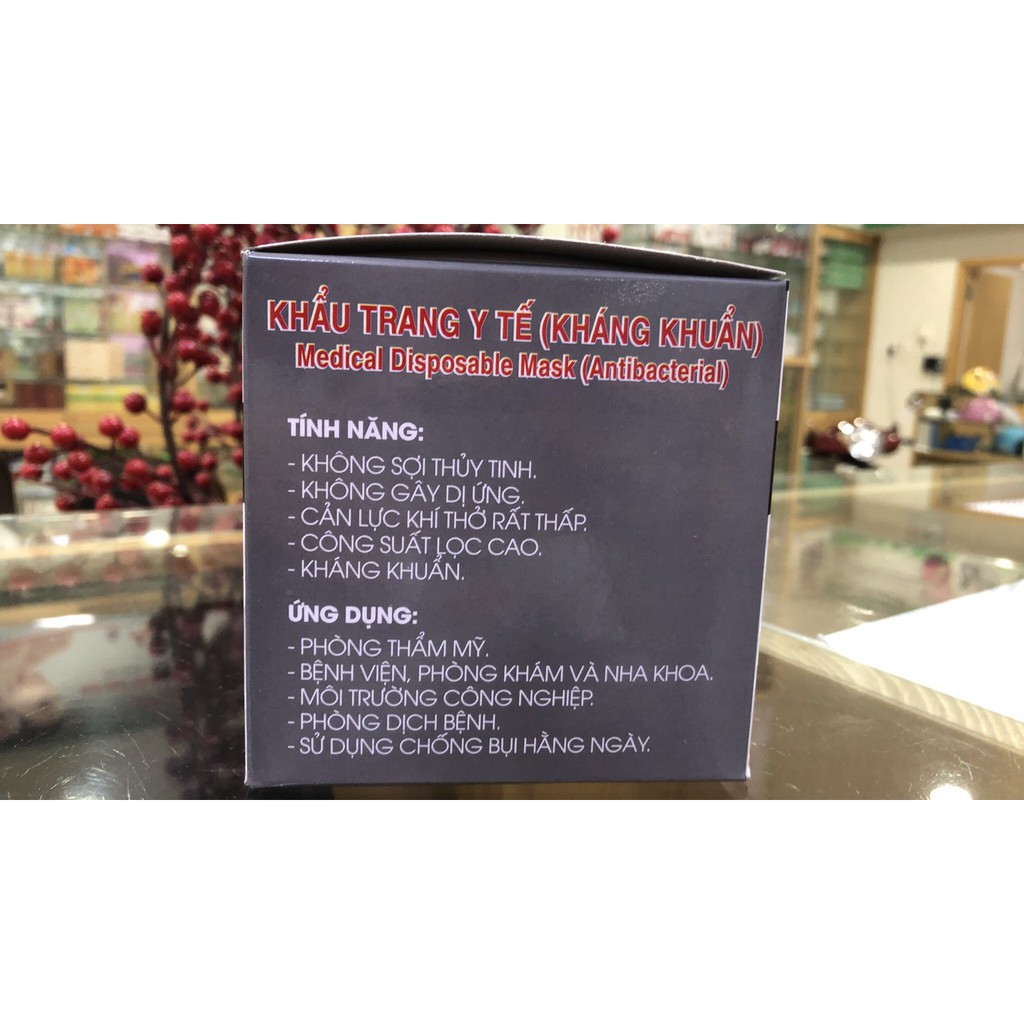 KHẨU TRANG Y TẾ (KHÁNG KHUẨN)
Medical Disposable Mask (Antibacterial)
TÍNH NĂNG:
- KHÔNG SỢI THỦY TINH.
- KHÔNG GÂY DỊ ỨNG.
- CẢN LỰC KHÍ THỞ RẤT THẤP.
- CÔNG SUẤT LỌC CAO.
- KHÁNG KHUẨN.
ỨNG DỤNG:
- PHÒNG THẨM MỸ.
- BỆNH VIỆN, PHÒNG KHÁM VÀ NHA KHOA.
- MÔI TRƯỜNG CÔNG NGHIỆP.
- PHÒNG DỊCH BỆNH.
- SỬ DỤNG CHỐNG BỤI HẰNG NGÀY.